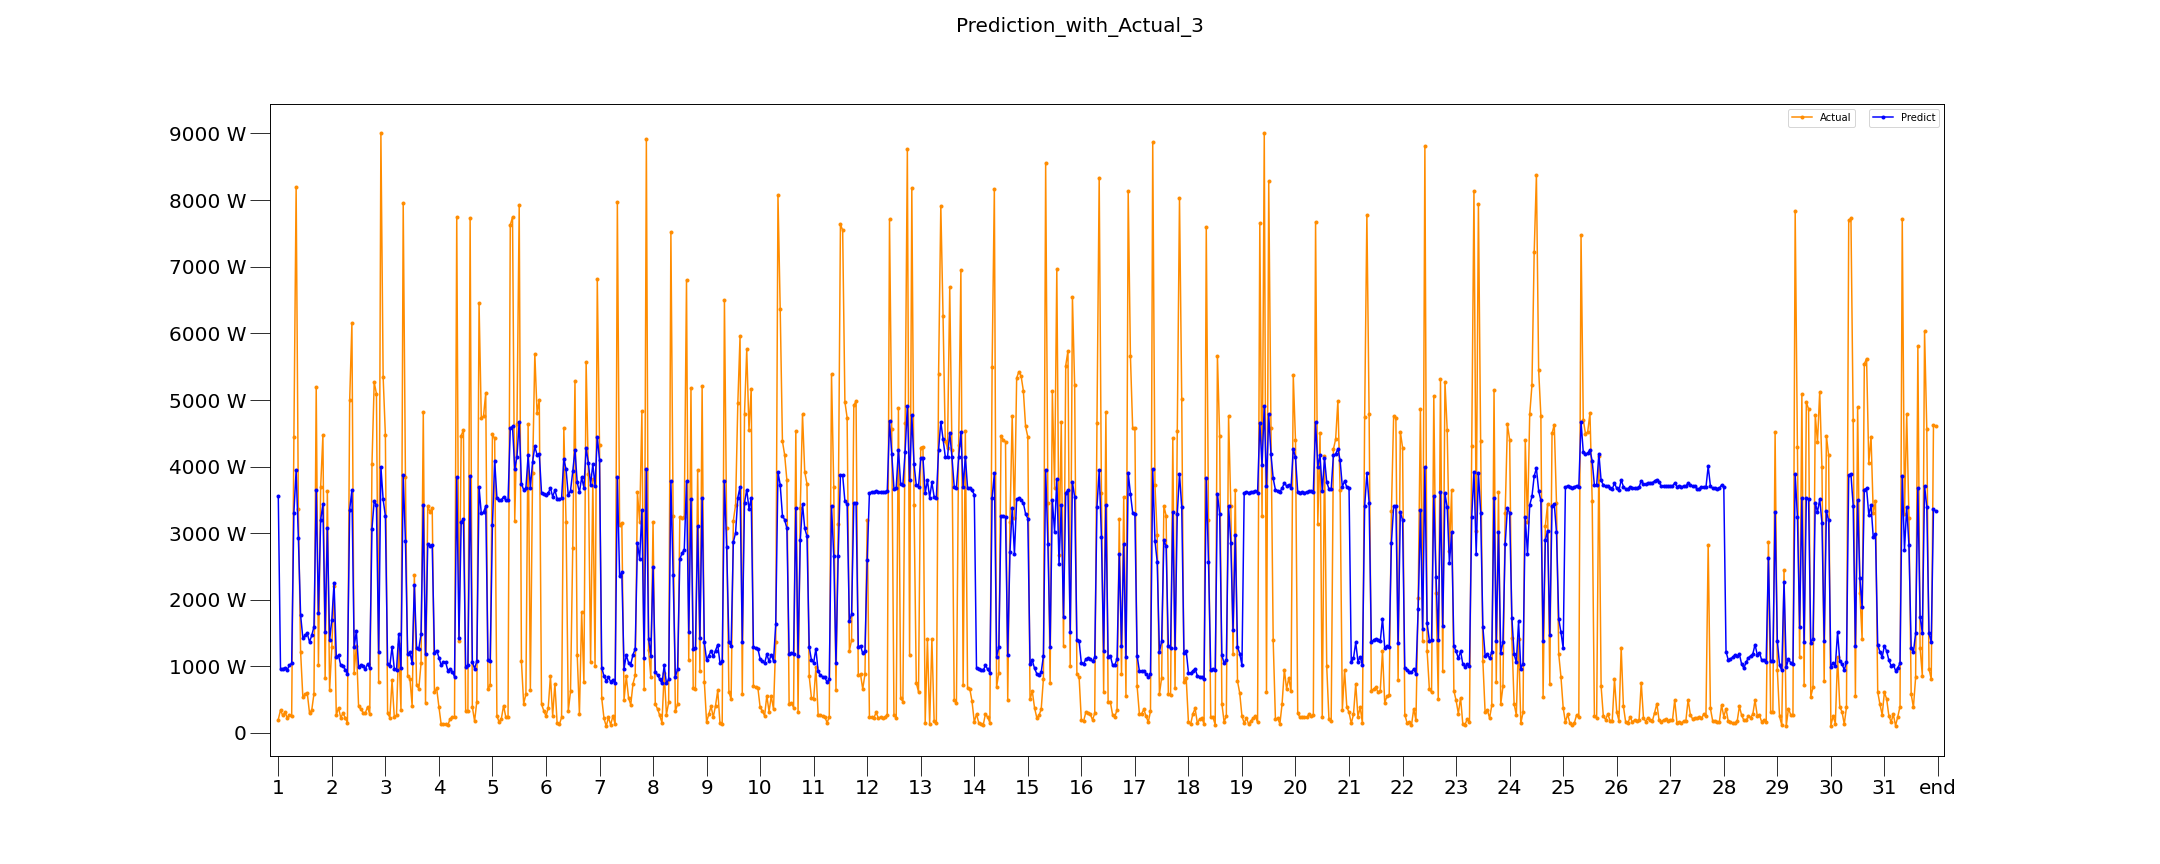 Prediction_with_Actual_3
Actual Predict
9000 W
8000 W
7000 W
6000 W
5000 W
4000 W
3000 W
2000 W
1000 W
0
1 2 3 4 5 6 7 8 9 10 11 12 13 14 15 16 17 18 19 20 21 22 23 24 25 26 27 28 29 30 31 end